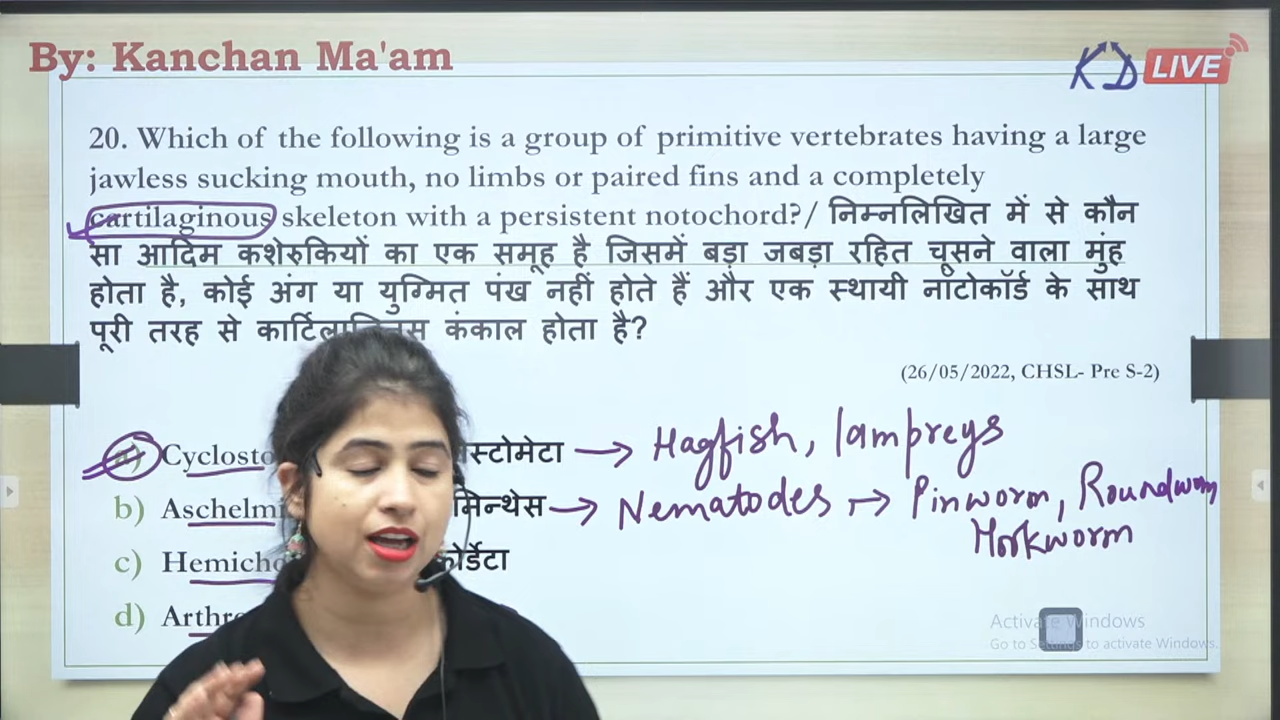 By: Kanchan Ma'am
KD LIVE
20. Which of the following is a group of primitive vertebrates having a large
jawless sucking mouth, no limbs or paired fins and a completely
cartilaginous skeleton with a persistent notochord?/ निम्नलिखित में से कौन
सा आदिम कशेरुकियों का एक समूह है जिसमें बड़ा जबड़ा रहित चूसने वाला मुंह
होता है, कोई अंग या युग्मित पंख नहीं होते हैं और एक स्थायी नॉटोकॉर्ड के साथ
पूरी तरह से कंकाल होता है?
(26/05/2022, CHSL- Pre S-2)
a) Cyclosto स्टोमेटा → Hagfish, lampreys
b) Aschelmi मिन्थेस → Nematodes → Pinworm, Roundworm
Hookworm
c) Hemicho कोर्डेटा
d) Arthro
Activate Windows
Go to Settings to activate Windows.